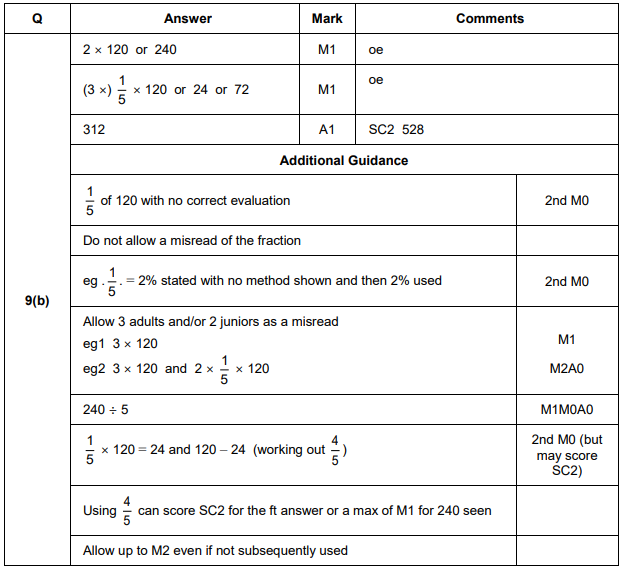 Q Answer Mark Comments
2 × 120 or 240 M1 oe
(3 ×) 1/5 × 120 or 24 or 72 M1 oe
312 A1 SC2 528
Additional Guidance
1/5 of 120 with no correct evaluation 2nd M0
Do not allow a misread of the fraction
eg . 1/5 . = 2% stated with no method shown and then 2% used 2nd M0
9(b)
Allow 3 adults and/or 2 juniors as a misread
eg1 3 × 120 M1
eg2 3 × 120 and 2 × 1/5 × 120 M2A0
240 ÷ 5 M1M0A0
1/5 × 120 = 24 and 120 – 24 (working out 4/5) 2nd M0 (but
may score
SC2)
Using 4/5 can score SC2 for the ft answer or a max of M1 for 240 seen
Allow up to M2 even if not subsequently used